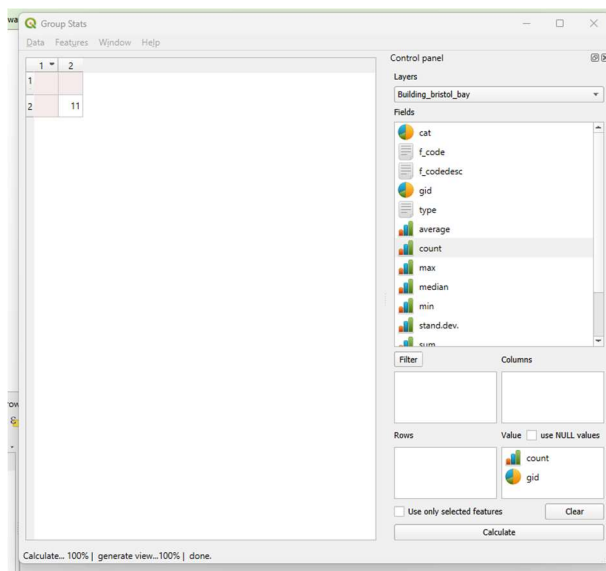 wa
Group Stats
Data Features Window Help
1 2
1
2 11
Control panel
Layers
Building_bristol_bay
Fields
cat
f_code
f_codedesc
gid
type
average
count
max
median
min
stand.dev.
sum
Filter Columns
Rows Value use NULL values
count
gid
Use only selected features Clear
Calculate
Calculate... 100% | generate view...100% | done.